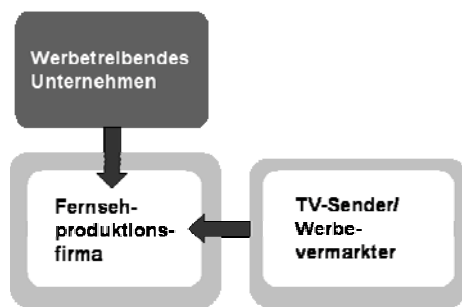 Werbetreibendes
Unternehmen
Fernseh-
produktions-
firma
TV-Sender/
Werbe-
vermarkter